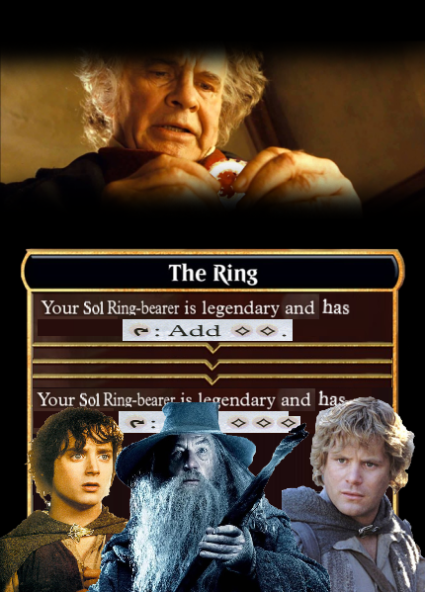 The Ring
Your Sol Ring-bearer is legendary and has
: Add
Your Sol Ring-bearer is legendary and has
: